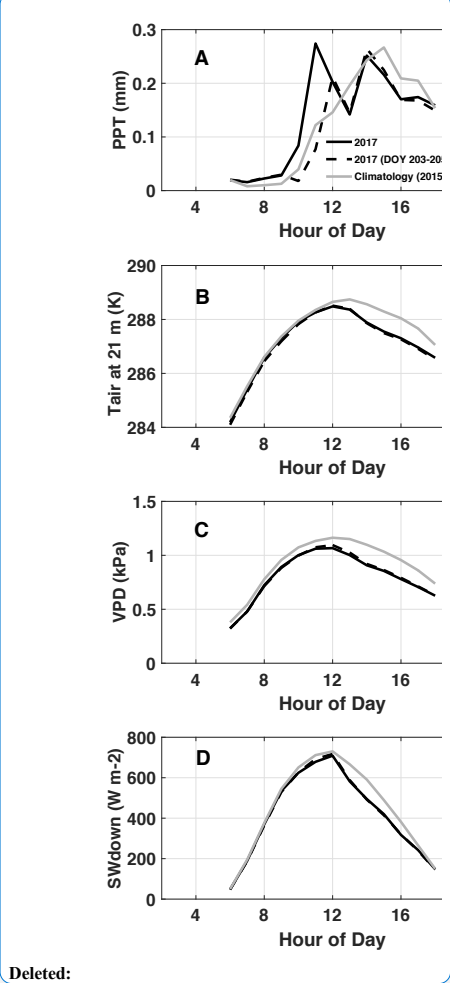 0.3
A
0.2
PPT (mm)
0.1
2017
2017 (DOY 203-205
Climatology (2015
0
4 8 12 16
Hour of Day
290
B
288
Tair at 21 m (K)
286
284
4 8 12 16
Hour of Day
1.5
C
1
VPD (kPa)
0.5
0
4 8 12 16
Hour of Day
800
D
600
SWdown (W m-2)
400
200
0
4 8 12 16
Hour of Day
Deleted: